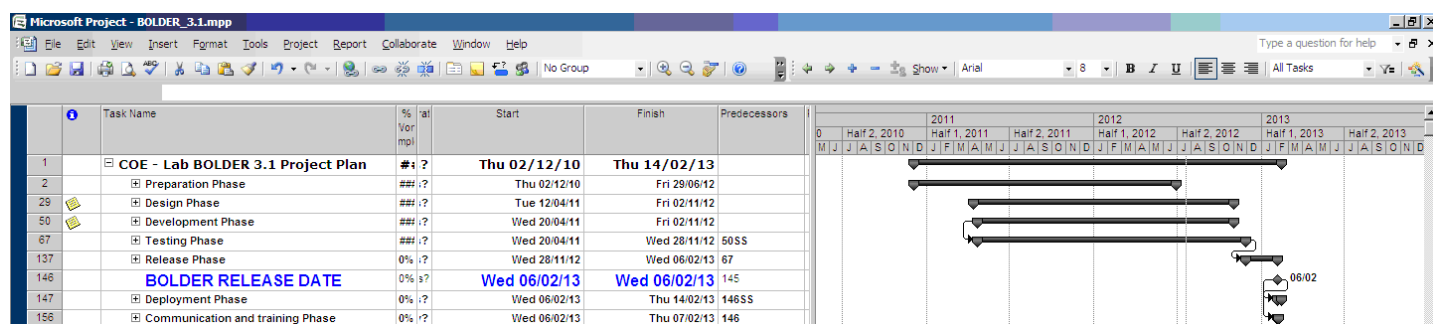 Microsoft Project - BOLDER_3.1.mpp
File Edit View Insert Format Tools Project Report Collaborate Window Help Type a question for help
No Group Show Arial 8 B I U All Tasks
Task Name % Wor mpl Start Finish Predecessors
2011 2012 2013
0 Half 2, 2010 Half 1, 2011 Half 2, 2011 Half 1, 2012 Half 2, 2012 Half 1, 2013 Half 2, 2013
M J J A S O N D J F M A M J J A S O N D J F M A M J J A S O N D J F M A M J J A S O N D
1 COE - Lab BOLDER 3.1 Project Plan ? Thu 02/12/10 Thu 14/02/13
2 Preparation Phase ### ? Thu 02/12/10 Fri 29/06/12
29 Design Phase ### ? Tue 12/04/11 Fri 02/11/12
50 Development Phase ### ? Wed 20/04/11 Fri 02/11/12
67 Testing Phase ### ? Wed 20/04/11 Wed 28/11/12 50SS
137 Release Phase 0% ? Wed 28/11/12 Wed 06/02/13 67
146 BOLDER RELEASE DATE 0% s? Wed 06/02/13 Wed 06/02/13 145 06/02
147 Deployment Phase 0% ? Wed 06/02/13 Thu 14/02/13 146SS
156 Communication and training Phase 0% ? Wed 06/02/13 Thu 07/02/13 146